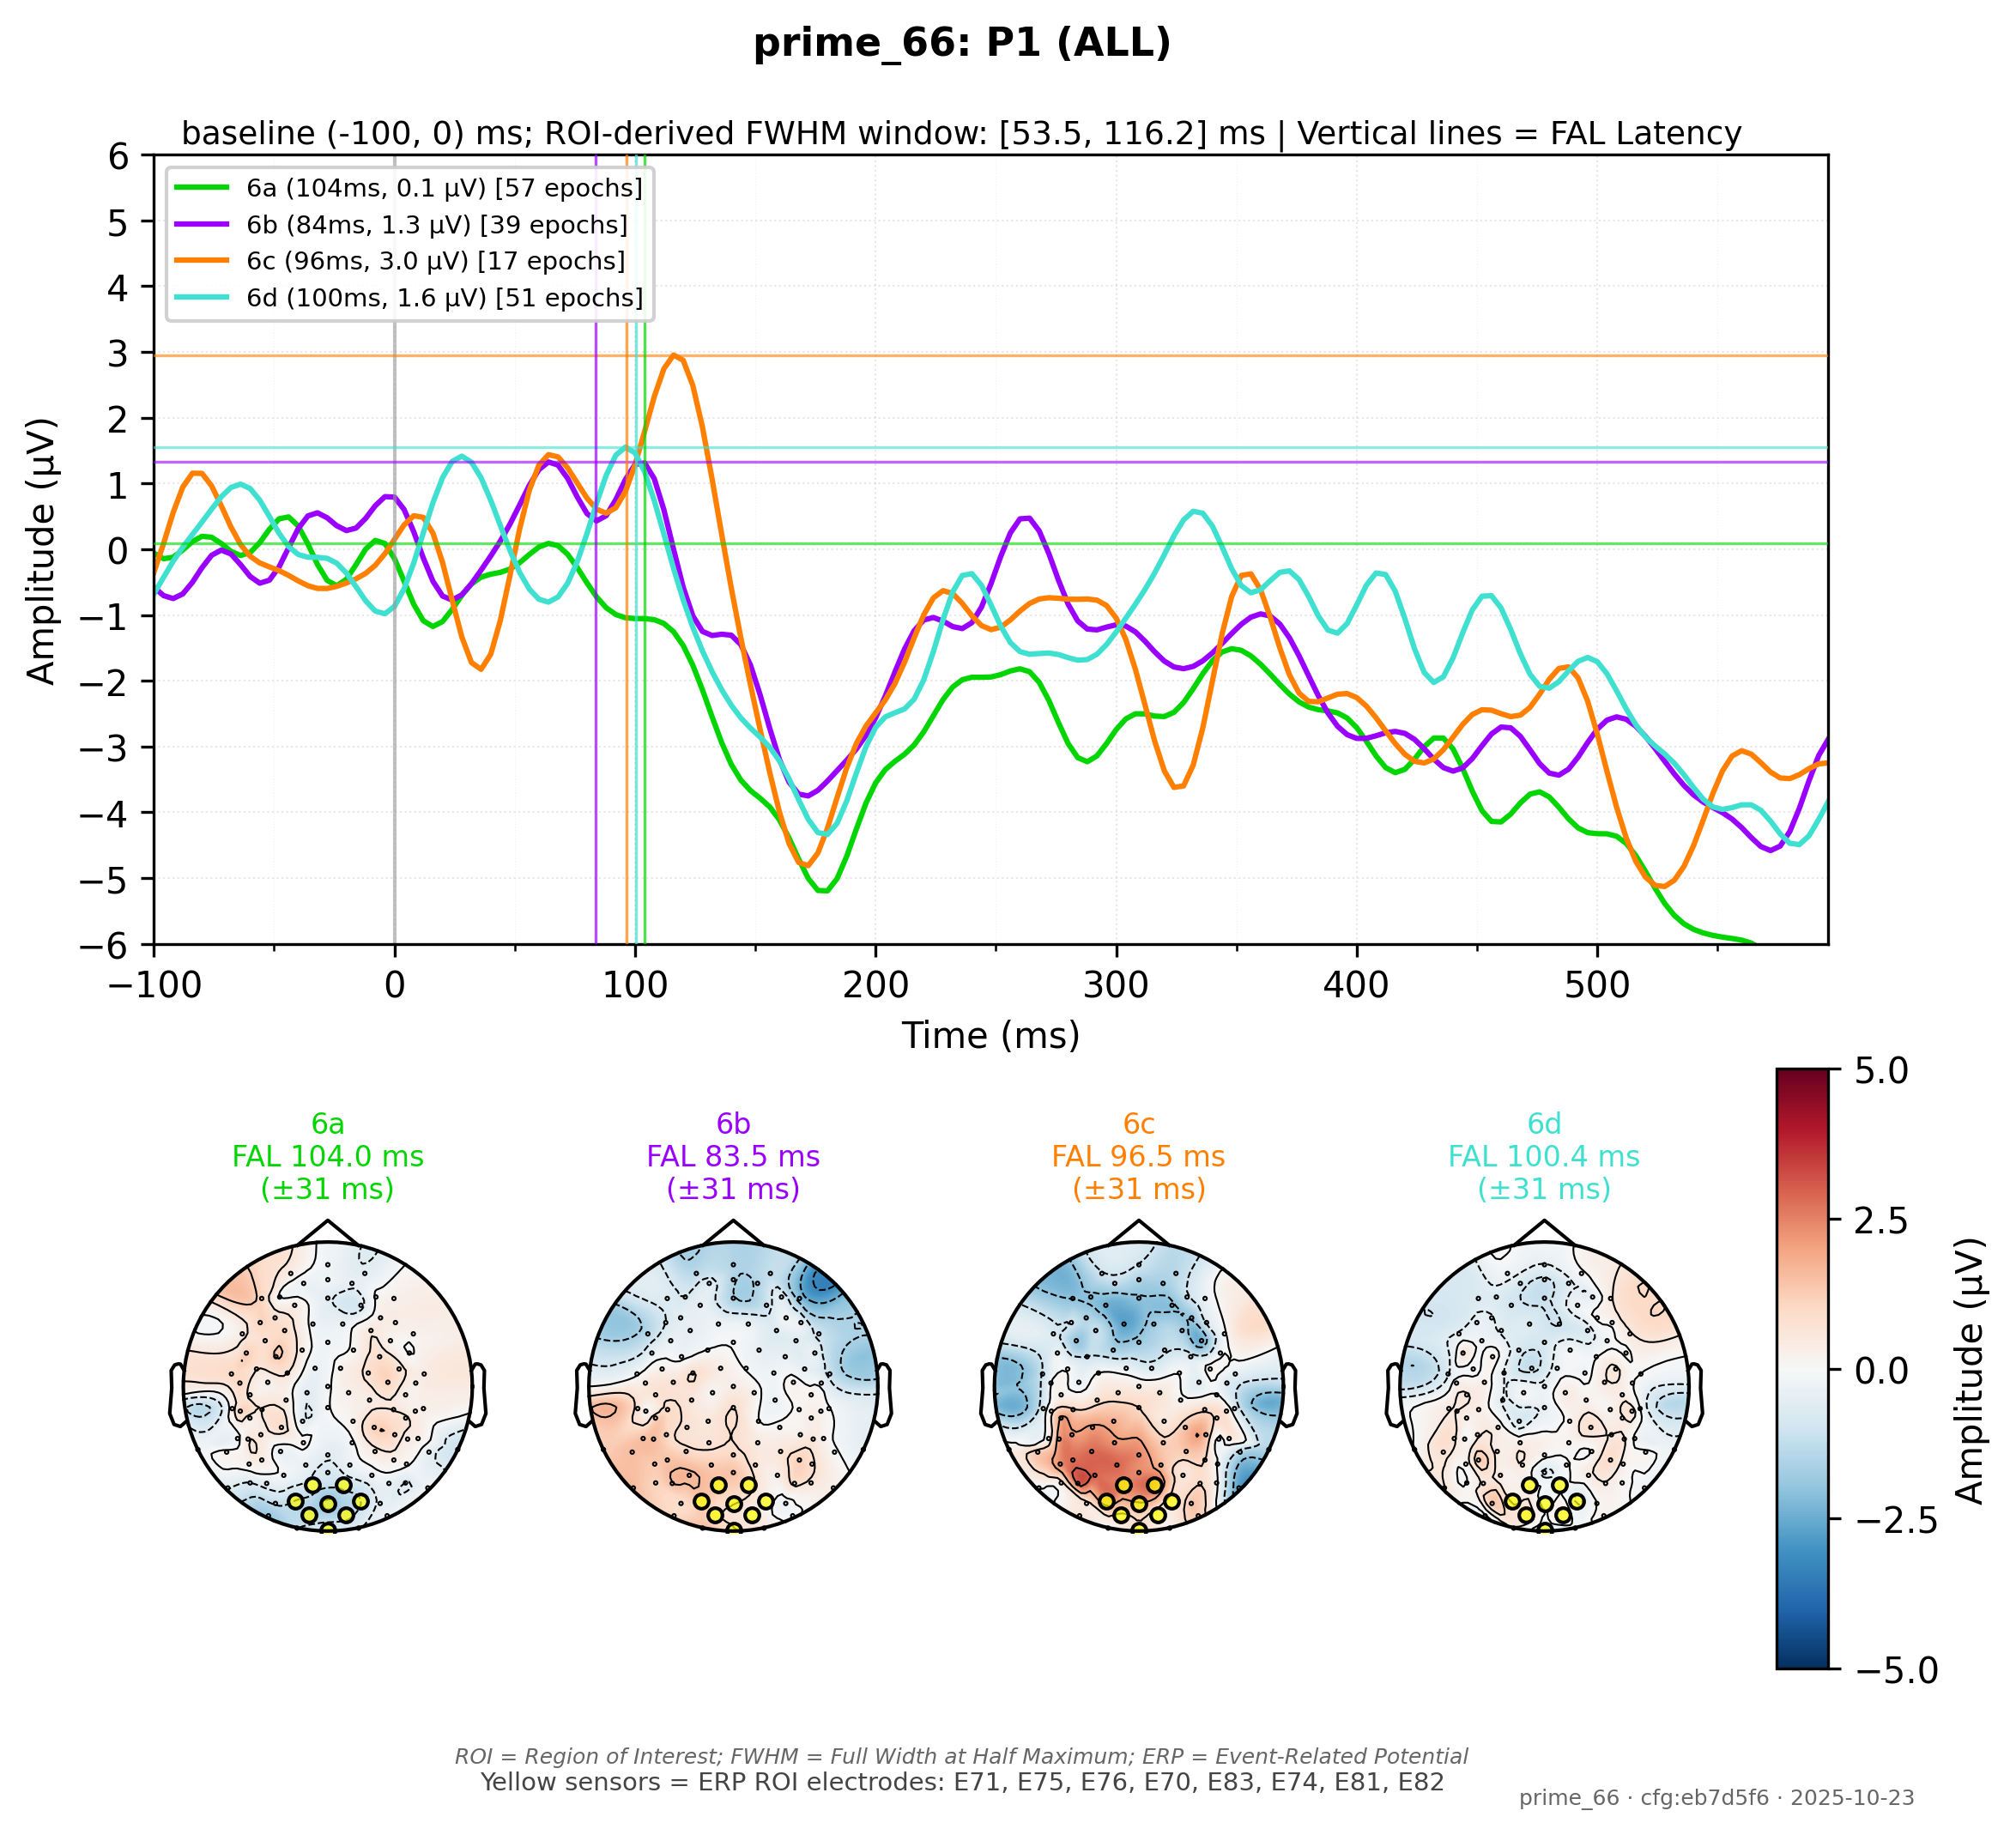 prime_66: P1 (ALL)
baseline (-100, 0) ms; ROI-derived FWHM window: [53.5, 116.2] ms | Vertical lines = FAL Latency
6a (104ms, 0.1 µV) [57 epochs]
6b (84ms, 1.3 µV) [39 epochs]
6c (96ms, 3.0 µV) [17 epochs]
6d (100ms, 1.6 µV) [51 epochs]
Amplitude (µV)
6
5
4
3
2
1
0
−1
−2
−3
−4
−5
−6
−100 0 100 200 300 400 500
Time (ms)
6a
FAL 104.0 ms
(±31 ms)
6b
FAL 83.5 ms
(±31 ms)
6c
FAL 96.5 ms
(±31 ms)
6d
FAL 100.4 ms
(±31 ms)
5.0
2.5
0.0
−2.5
−5.0
Amplitude (µV)
ROI = Region of Interest; FWHM = Full Width at Half Maximum; ERP = Event-Related Potential
Yellow sensors = ERP ROI electrodes: E71, E75, E76, E70, E83, E74, E81, E82
prime_66 · cfg:eb7d5f6 · 2025-10-23